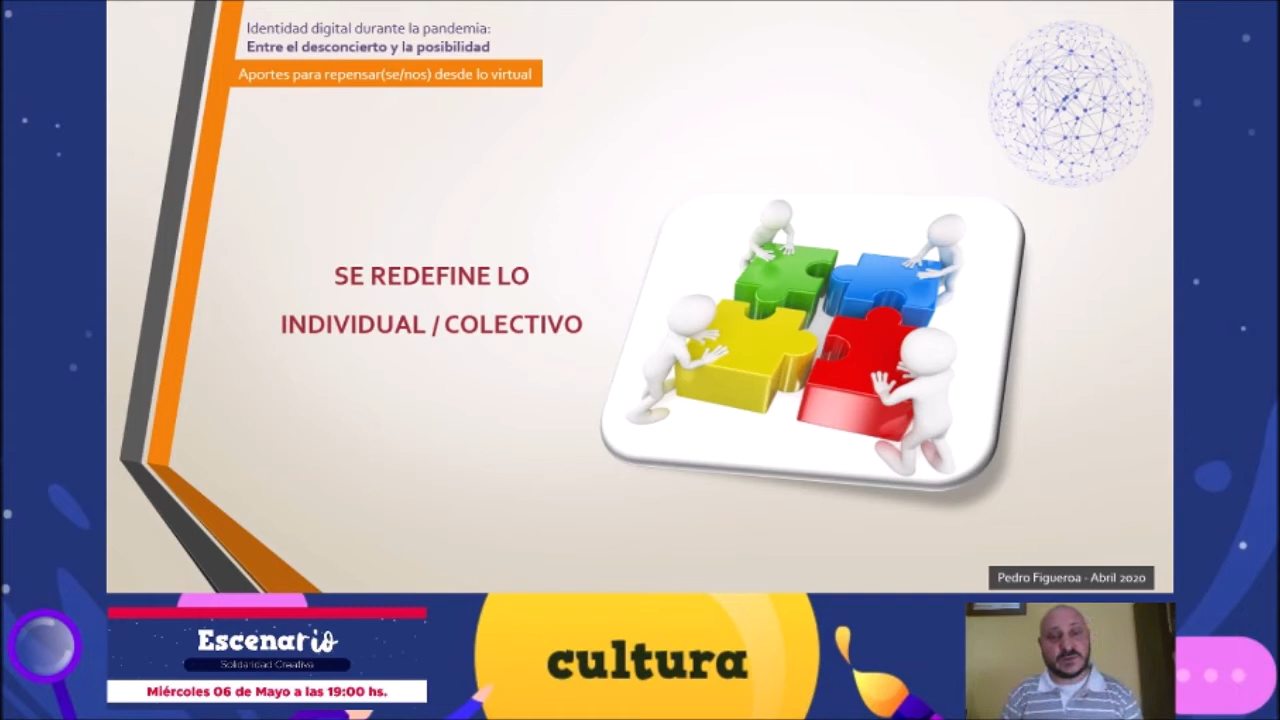 Identidad digital durante la pandemia:
Entre el desconcierto y la posibilidad
Aportes para repensar(se/nos) desde lo virtual
SE REDEFINE LO
INDIVIDUAL / COLECTIVO
Pedro Figueroa - Abril 2020
Escenario
Solidaridad Creativa
Miércoles 06 de Mayo a las 19:00 hs.
cultura